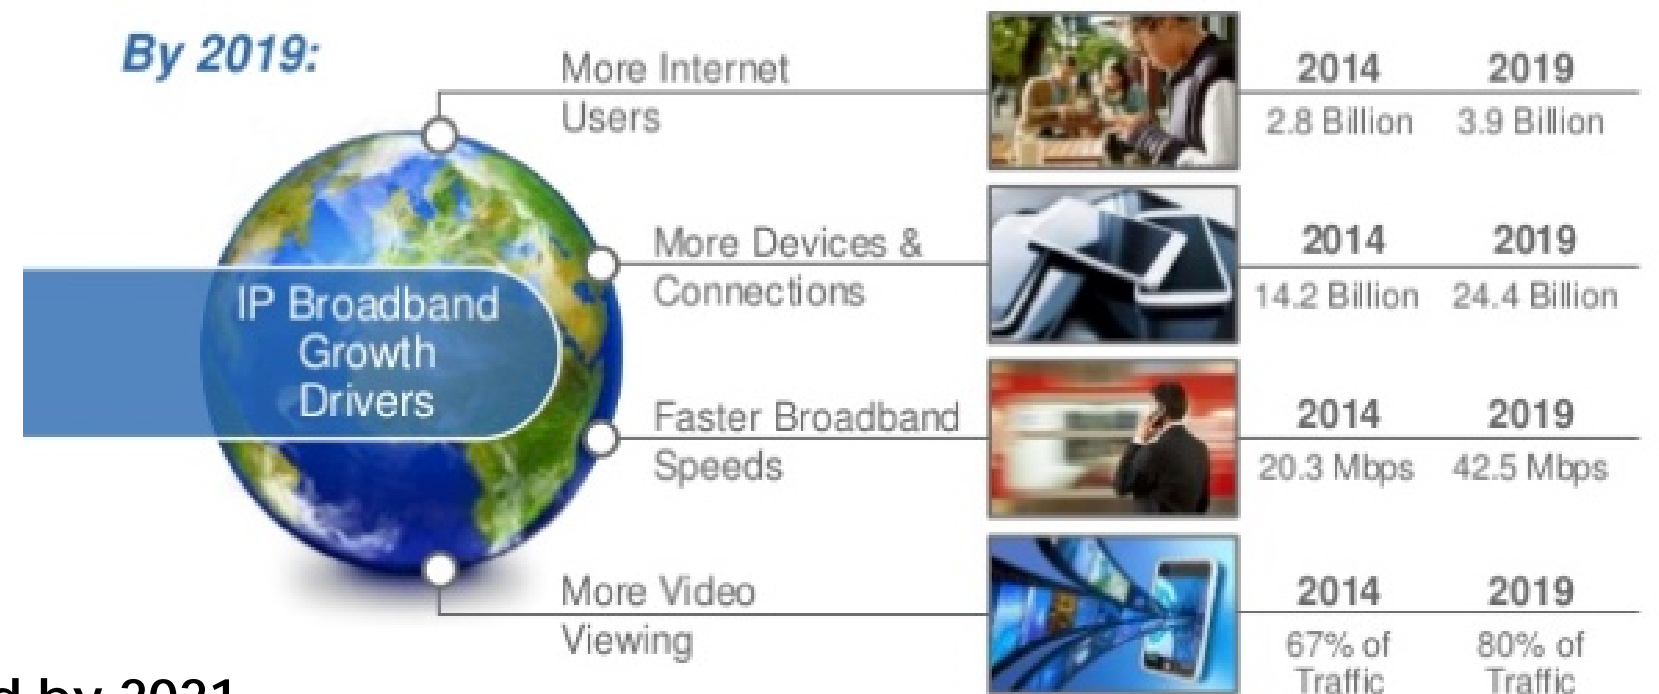 By 2019:
IP Broadband
Growth
Drivers
More Internet
Users
2014 2019
2.8 Billion 3.9 Billion
More Devices &
Connections
2014 2019
14.2 Billion 24.4 Billion
Faster Broadband
Speeds
2014 2019
20.3 Mbps 42.5 Mbps
More Video
Viewing
2014 2019
67% of 80% of
Traffic Traffic
by 2021